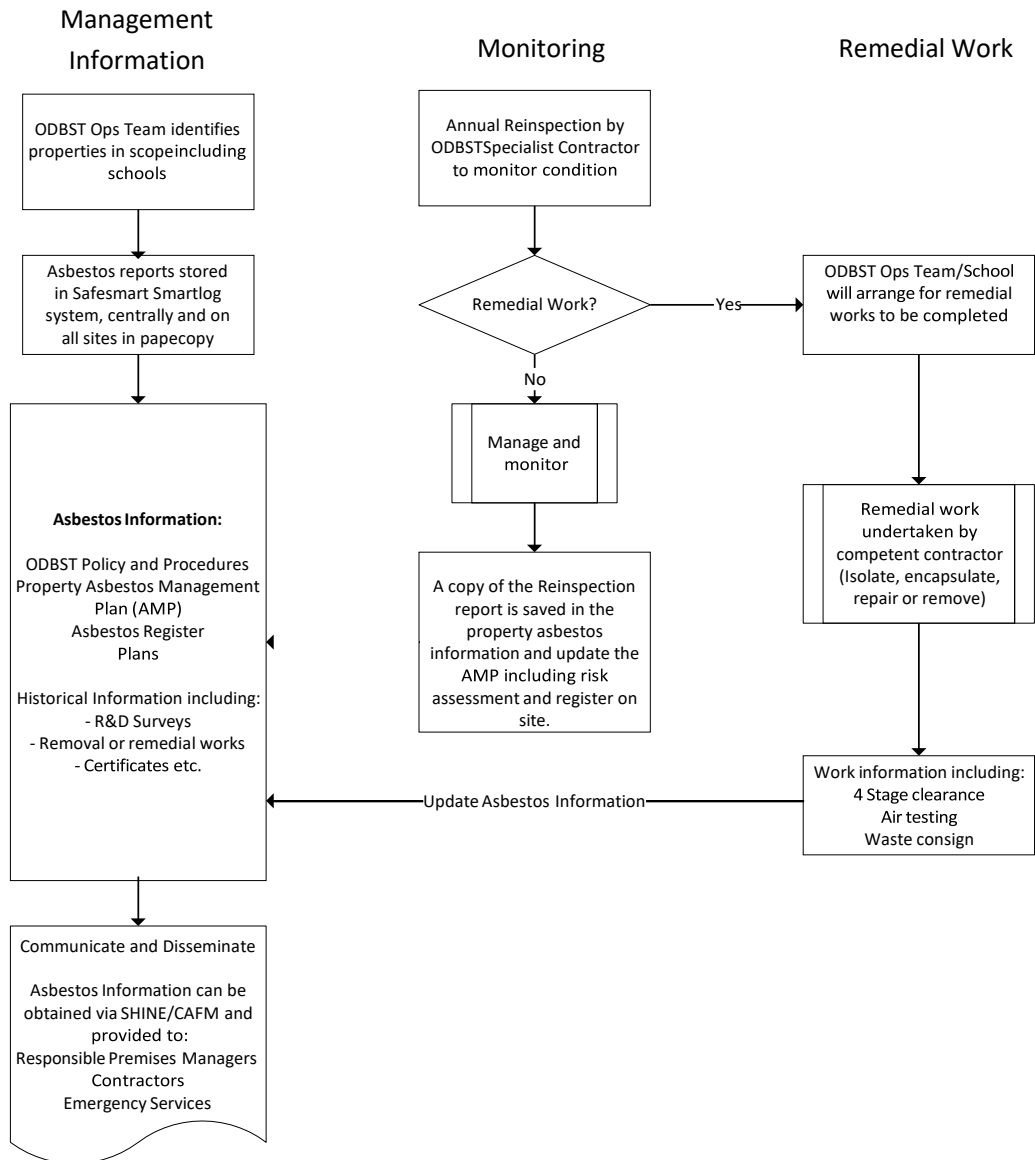 Management
Information
ODBST Ops Team identifies
properties in scopeincluding
schools
Asbestos reports stored
in Safesmart Smartlog
system, centrally and on
all sites in papecopy
Asbestos Information:
ODBST Policy and Procedures
Property Asbestos Management
Plan (AMP)
Asbestos Register
Plans
Historical Information including:
- R&D Surveys
- Removal or remedial works
- Certificates etc.
Communicate and Disseminate
Asbestos Information can be
obtained via SHINE/CAFM and
provided to:
Responsible Premises Managers
Contractors
Emergency Services
Monitoring
Annual Reinspection by
ODBSTSpecialist Contractor
to monitor condition
Remedial Work?
Yes
No
Manage and
monitor
A copy of the Reinspection
report is saved in the
property asbestos
information and update the
AMP including risk
assessment and register on
site.
Update Asbestos Information
Remedial Work
ODBST Ops Team/School
will arrange for remedial
works to be completed
Remedial work
undertaken by
competent contractor
(Isolate, encapsulate,
repair or remove)
Work information including:
4 Stage clearance
Air testing
Waste consign